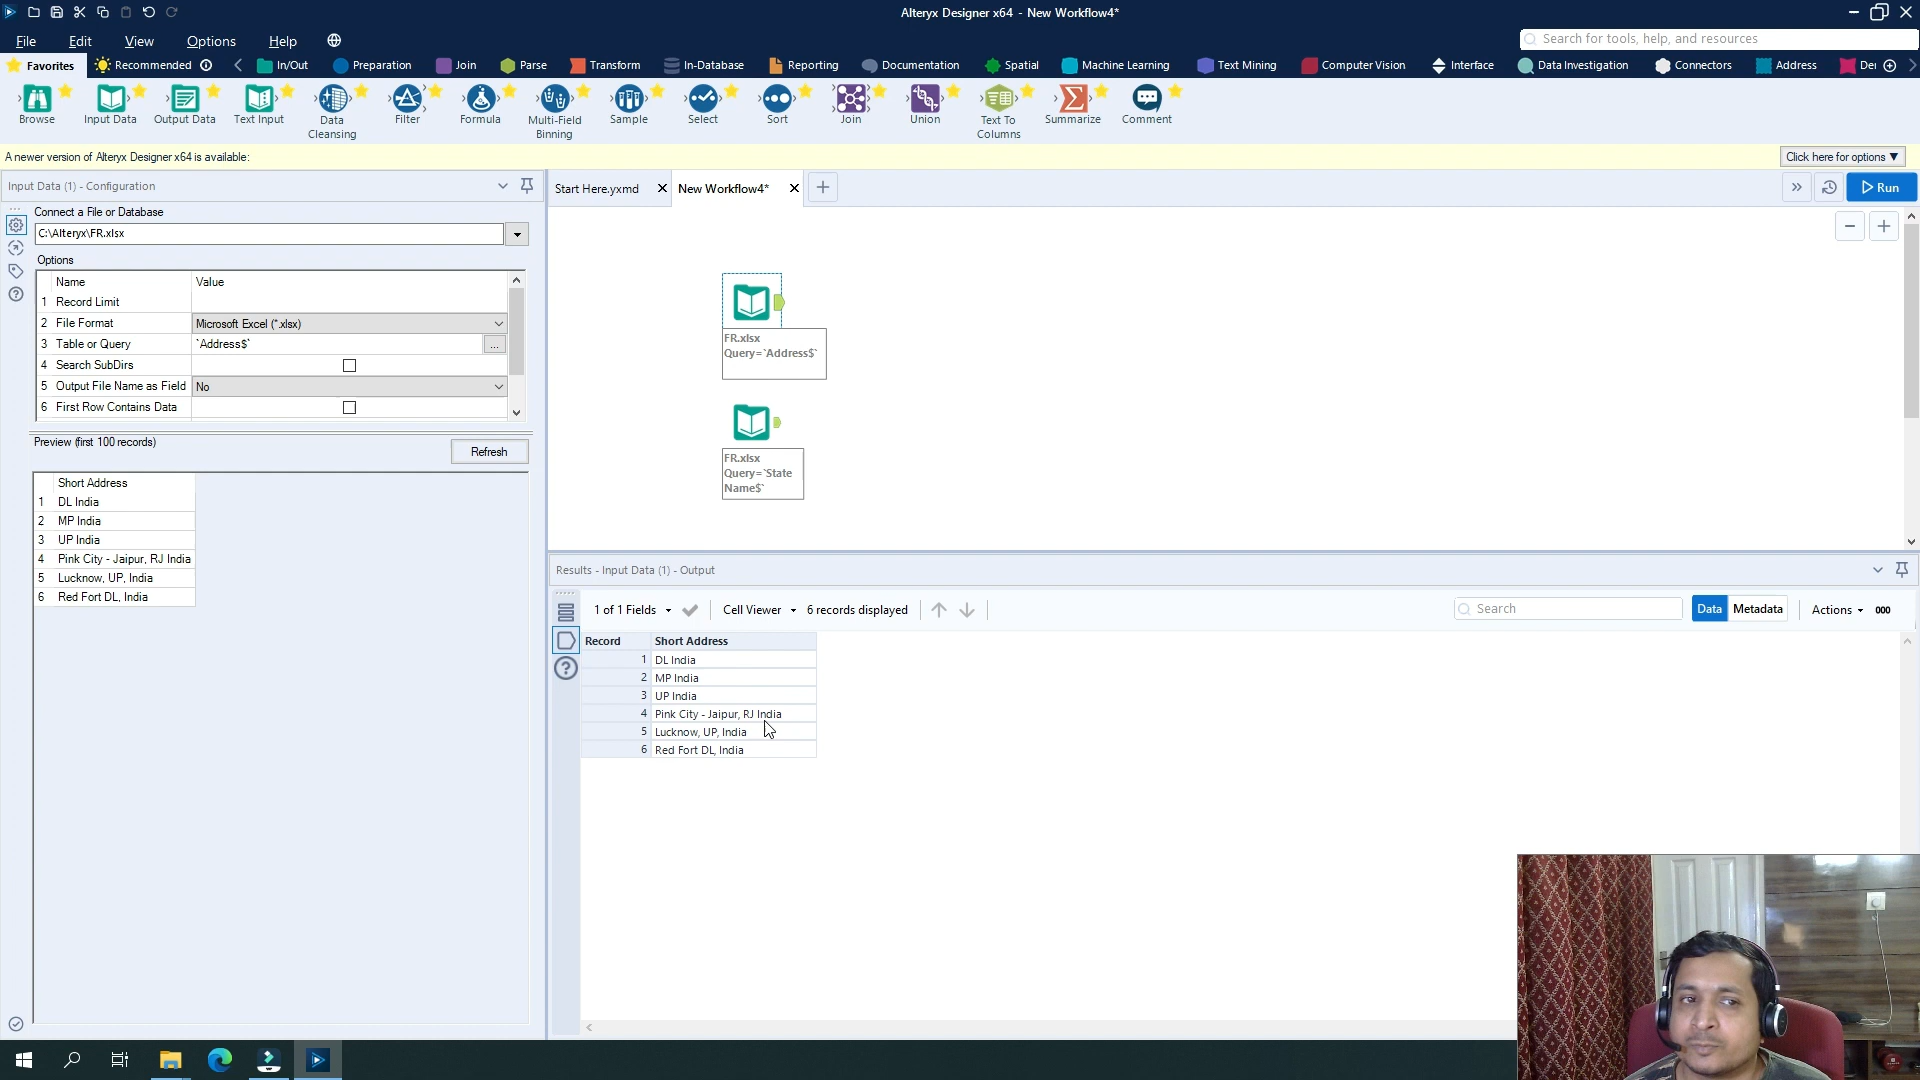 Alteryx Designer x64 - New Workflow4*
File Edit View Options Help
Search for tools, help, and resources
Favorites Recommended In/Out Preparation Join Parse Transform In-Database Reporting Documentation Spatial Machine Learning Text Mining Computer Vision Interface Data Investigation Connectors Address
Browse Input Data Output Data Text Input Data Cleansing Filter Formula Multi-Field Binning Sample Select Sort Join Union Text To Columns Summarize Comment
A newer version of Alteryx Designer x64 is available:
Click here for options ▼
Input Data (1) - Configuration
Connect a File or Database
C:\Alteryx\FR.xlsx
Options
Name Value
1 Record Limit
2 File Format Microsoft Excel (*.xlsx)
3 Table or Query `Address$` ...
4 Search SubDirs
5 Output File Name as Field No
6 First Row Contains Data
Preview (first 100 records)
Refresh
Short Address
1 DL India
2 MP India
3 UP India
4 Pink City - Jaipur, RJ India
5 Lucknow, UP, India
6 Red Fort DL, India
Start Here.yxmd New Workflow4*
Run
FR.xlsx
Query=`Address$`
FR.xlsx
Query=`State
Name$`
Results - Input Data (1) - Output
1 of 1 Fields Cell Viewer 6 records displayed
Search
Data Metadata Actions 000
Record Short Address
1 DL India
2 MP India
3 UP India
4 Pink City - Jaipur, RJ India
5 Lucknow, UP, India
6 Red Fort DL, India